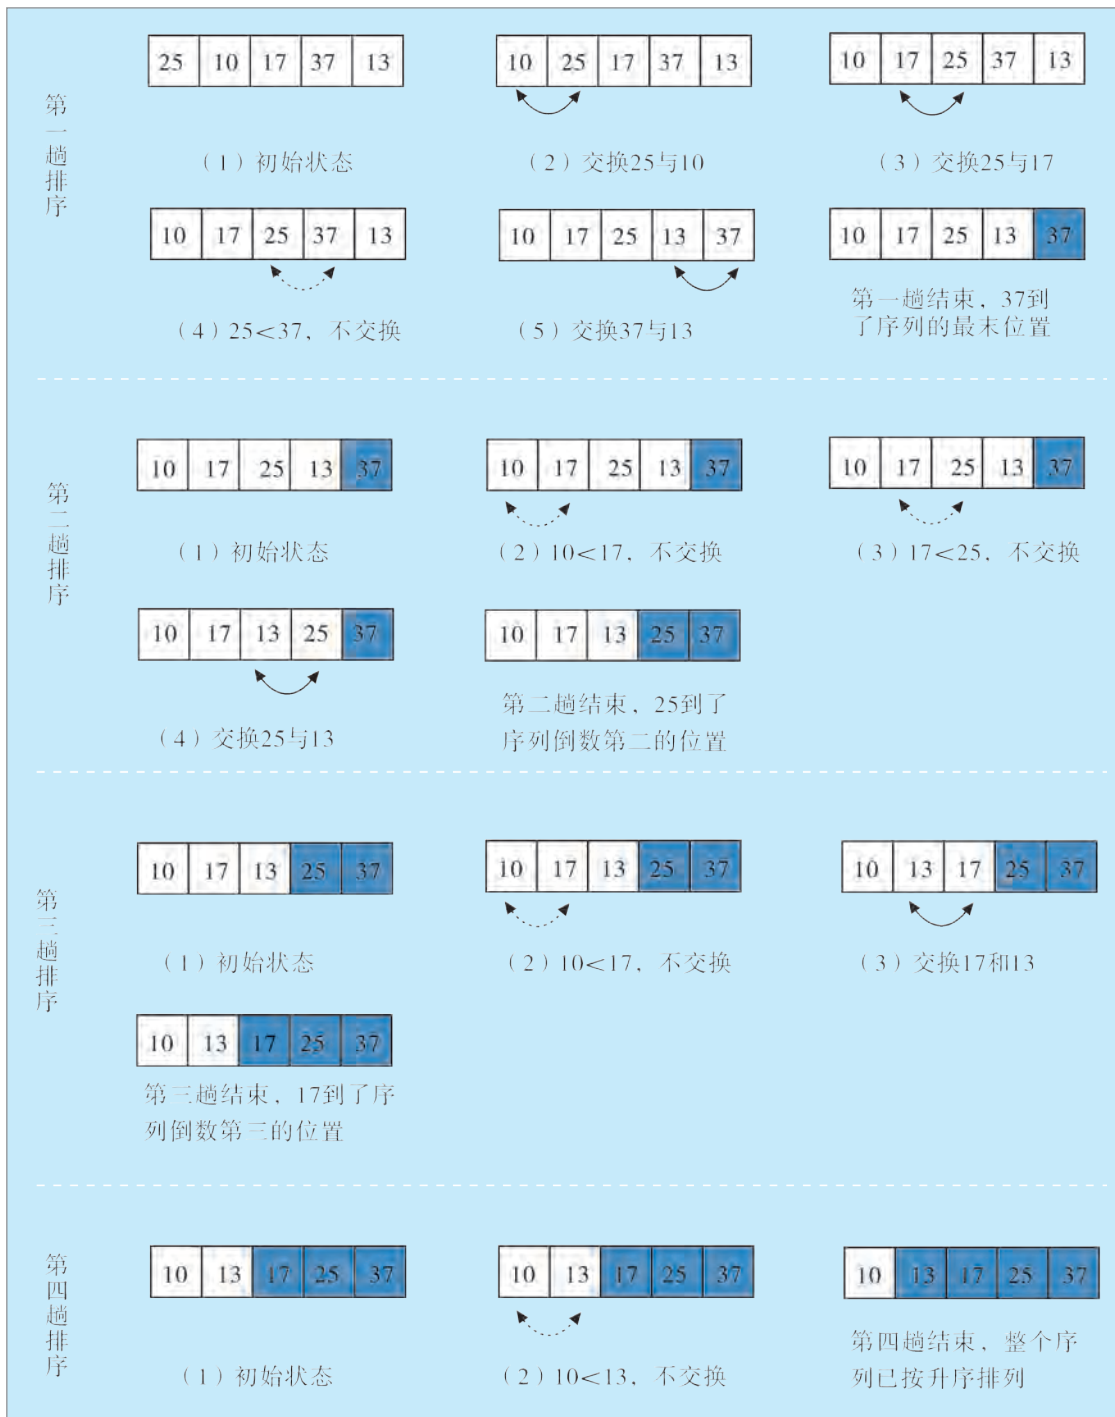 第一趟排序
25 10 17 37 13
10 25 17 37 13
10 17 25 37 13
（1）初始状态
（2）交换25与10
（3）交换25与17
10 17 25 37 13
10 17 25 13 37
10 17 25 13 37
（4）25<37，不交换
（5）交换37与13
第一趟结束，37到
了序列的最末位置
第二趟排序
10 17 25 13 37
10 17 25 13 37
10 17 25 13 37
（1）初始状态
（2）10<17，不交换
（3）17<25，不交换
10 17 13 25 37
10 17 13 25 37
（4）交换25与13
第二趟结束，25到了
序列倒数第二的位置
第三趟排序
10 17 13 25 37
10 17 13 25 37
10 13 17 25 37
（1）初始状态
（2）10<17，不交换
（3）交换17和13
10 13 17 25 37
第三趟结束，17到了序
列倒数第三的位置
第四趟排序
10 13 17 25 37
10 13 17 25 37
10 13 17 25 37
（1）初始状态
（2）10<13，不交换
第四趟结束，整个序
列已按升序排列